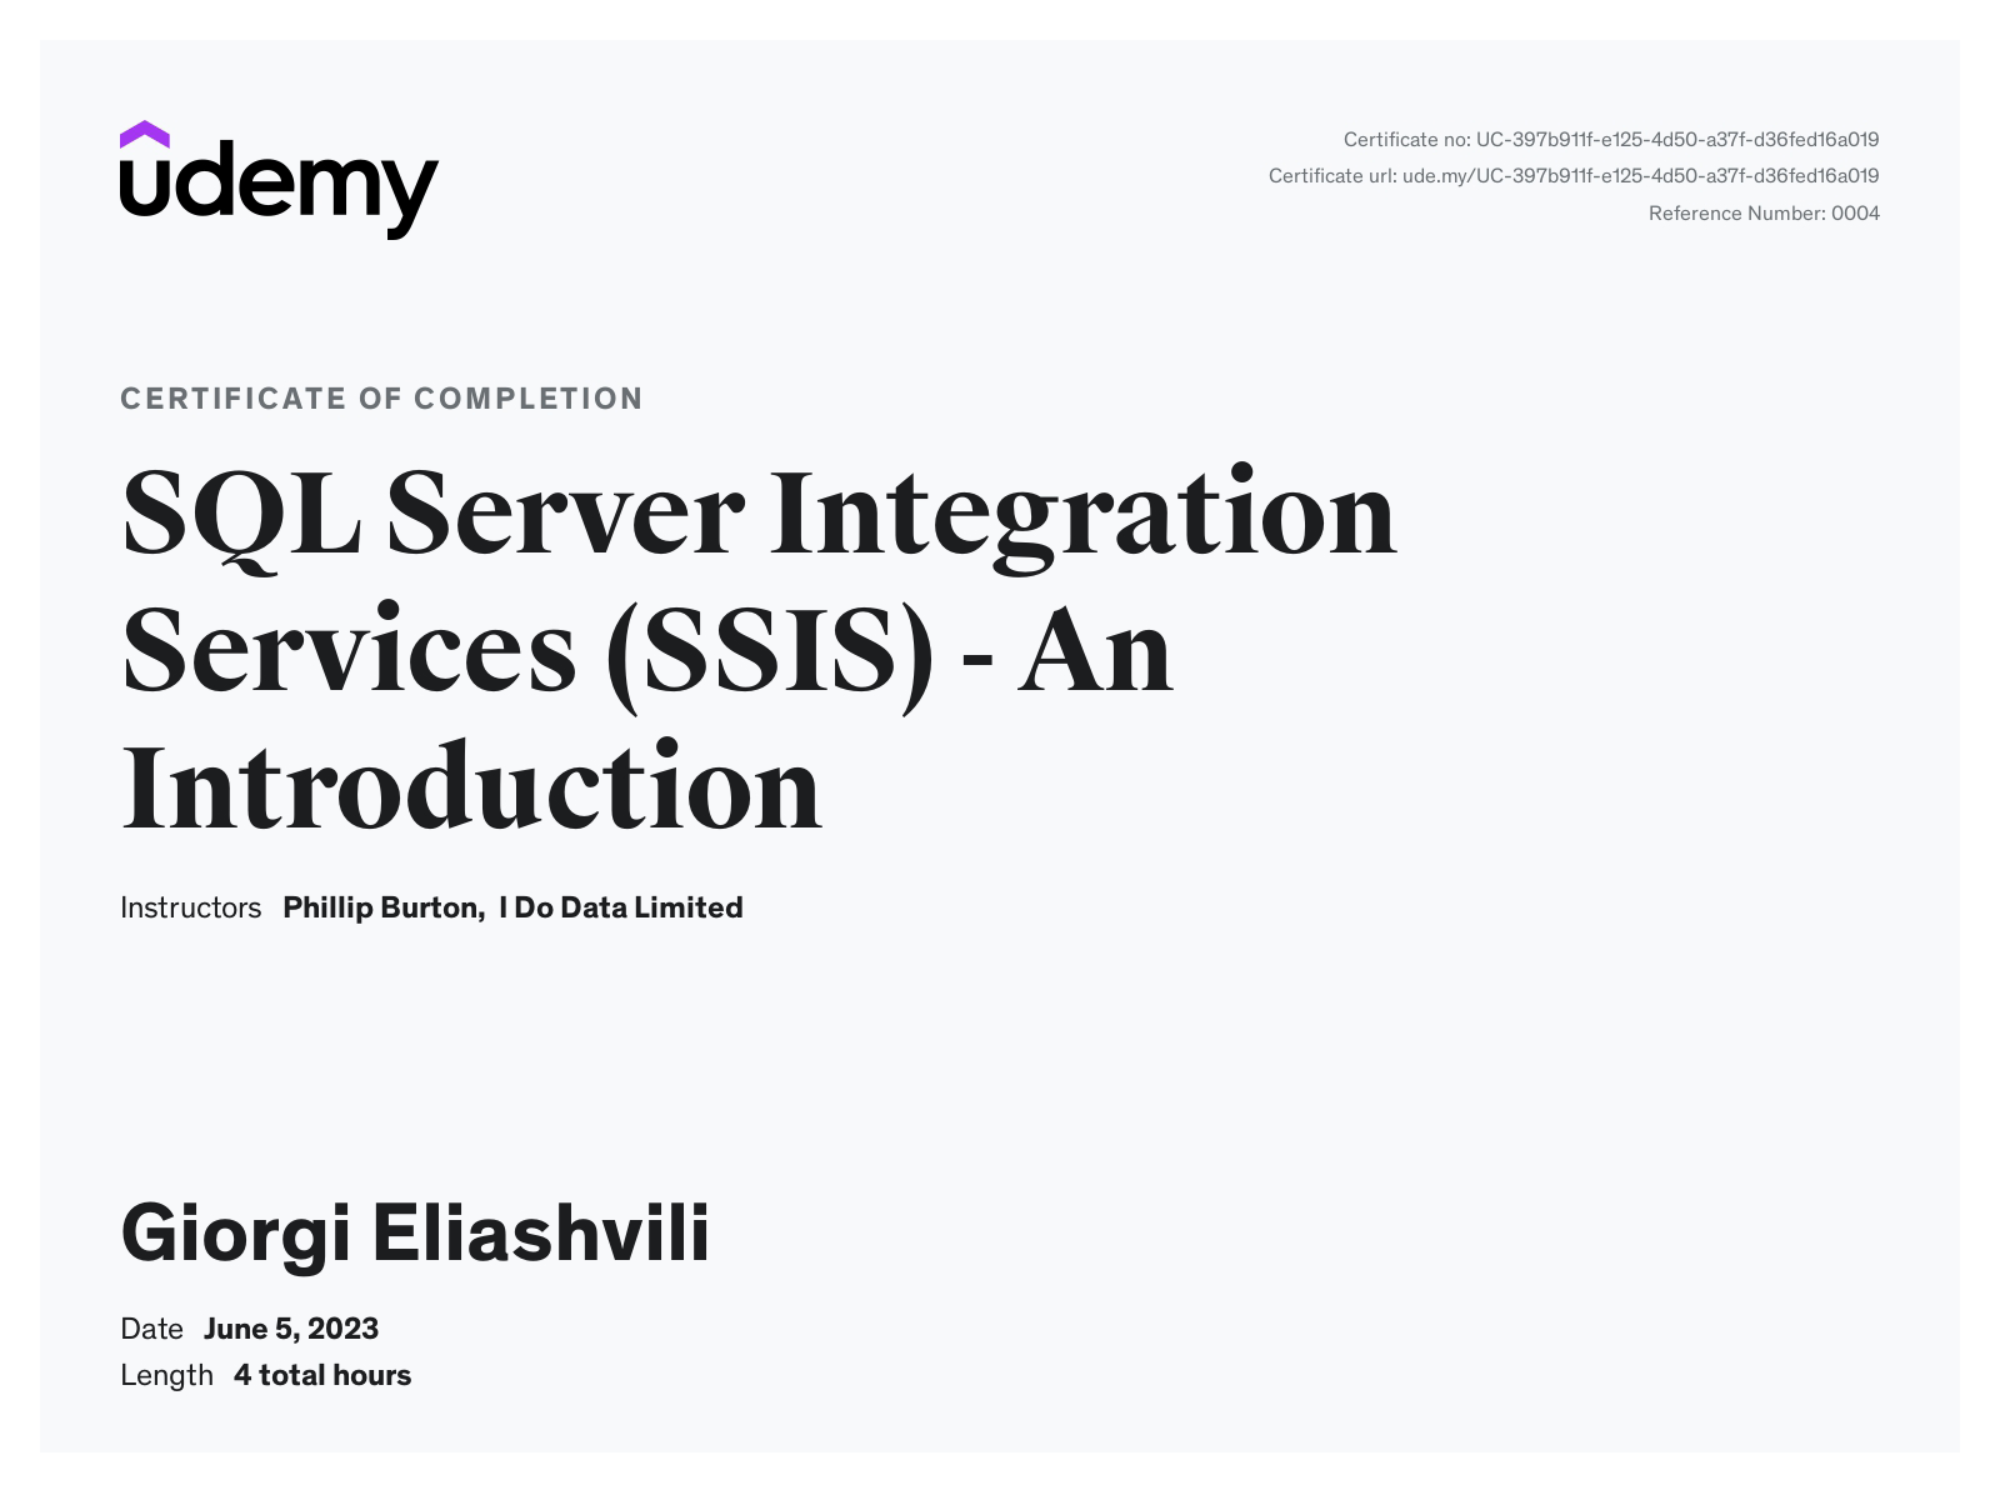 udemy
Certificate no: UC-397b911f-e125-4d50-a37f-d36fed16a019
Certificate url: ude.my/UC-397b911f-e125-4d50-a37f-d36fed16a019
Reference Number: 0004
CERTIFICATE OF COMPLETION
SQL Server Integration
Services (SSIS) - An
Introduction
Instructors Phillip Burton, I Do Data Limited
Giorgi Eliashvili
Date June 5, 2023
Length 4 total hours